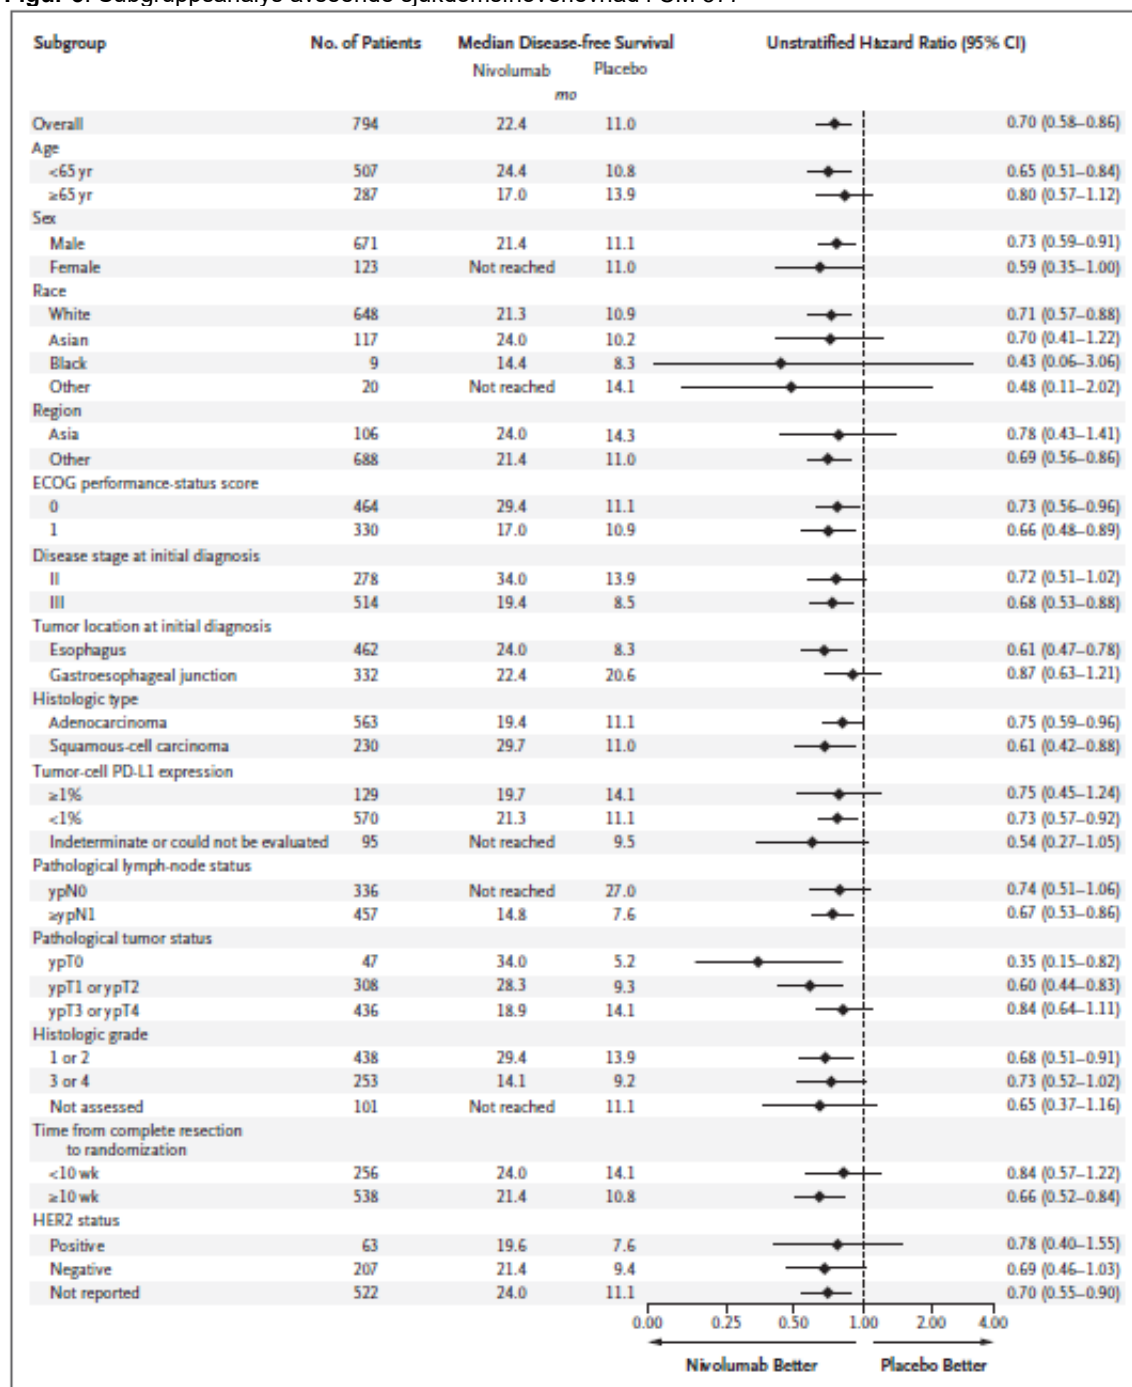 Figur 6. Subgruppsanalys avseende sjukdomsförekomst i CM 577
Subgroup No. of Patients Median Disease-free Survival Unstratified Hazard Ratio (95% CI)
Nivolumab Placebo
mo
Overall 794 22.4 11.0 0.70 (0.58–0.86)
Age
<65 yr 507 24.4 10.8 0.65 (0.51–0.84)
≥65 yr 287 17.0 13.9 0.80 (0.57–1.12)
Sex
Male 671 21.4 11.1 0.73 (0.59–0.91)
Female 123 Not reached 11.0 0.59 (0.35–1.00)
Race
White 648 21.3 10.9 0.71 (0.57–0.88)
Asian 117 24.0 10.2 0.70 (0.41–1.22)
Black 9 14.4 8.3 0.43 (0.06–3.06)
Other 20 Not reached 14.1 0.48 (0.11–2.02)
Region
Asia 106 24.0 14.3 0.78 (0.43–1.41)
Other 688 21.4 11.0 0.69 (0.56–0.86)
ECOG performance-status score
0 464 29.4 11.1 0.73 (0.56–0.96)
1 330 17.0 10.9 0.66 (0.48–0.89)
Disease stage at initial diagnosis
II 278 34.0 13.9 0.72 (0.51–1.02)
III 514 19.4 8.5 0.68 (0.53–0.88)
Tumor location at initial diagnosis
Esophagus 462 24.0 8.3 0.61 (0.47–0.78)
Gastroesophageal junction 332 22.4 20.6 0.87 (0.63–1.21)
Histologic type
Adenocarcinoma 563 19.4 11.1 0.75 (0.59–0.96)
Squamous-cell carcinoma 230 29.7 11.0 0.61 (0.42–0.88)
Tumor-cell PD-L1 expression
≥1% 129 19.7 14.1 0.75 (0.45–1.24)
<1% 570 21.3 11.1 0.73 (0.57–0.92)
Indeterminate or could not be evaluated 95 Not reached 9.5 0.54 (0.27–1.05)
Pathological lymph-node status
ypN0 336 Not reached 27.0 0.74 (0.51–1.06)
≥ypN1 457 14.8 7.6 0.67 (0.53–0.86)
Pathological tumor status
ypT0 47 34.0 5.2 0.35 (0.15–0.82)
ypT1 or ypT2 308 28.3 9.3 0.60 (0.44–0.83)
ypT3 or ypT4 436 18.9 14.1 0.84 (0.64–1.11)
Histologic grade
1 or 2 438 29.4 13.9 0.68 (0.51–0.91)
3 or 4 253 14.1 9.2 0.73 (0.52–1.02)
Not assessed 101 Not reached 11.1 0.65 (0.37–1.16)
Time from complete resection
to randomization
<10 wk 256 24.0 14.1 0.84 (0.57–1.22)
≥10 wk 538 21.4 10.8 0.66 (0.52–0.84)
HER2 status
Positive 63 19.6 7.6 0.78 (0.40–1.55)
Negative 207 21.4 9.4 0.69 (0.46–1.03)
Not reported 522 24.0 11.1 0.70 (0.55–0.90)
0.00 0.25 0.50 1.00 2.00 4.00
Nivolumab Better Placebo Better